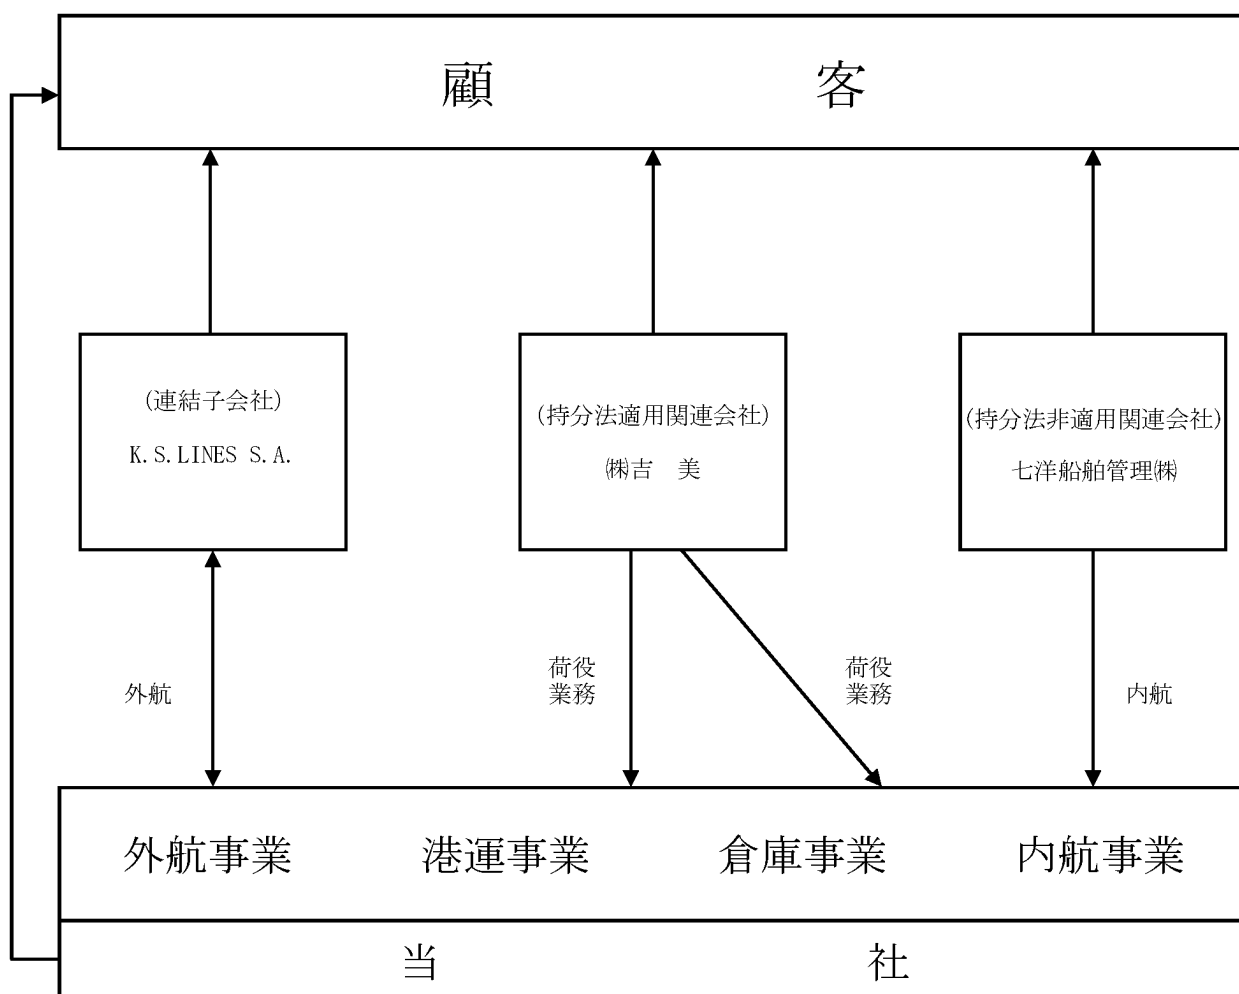 顧　客
(連結子会社)
K.S.LINES S.A.
(持分法適用関連会社)
㈱吉　美
(持分法非適用関連会社)
七洋船舶管理㈱
外航
荷役
業務
荷役
業務
内航
外航事業　港運事業　倉庫事業　内航事業
当　社